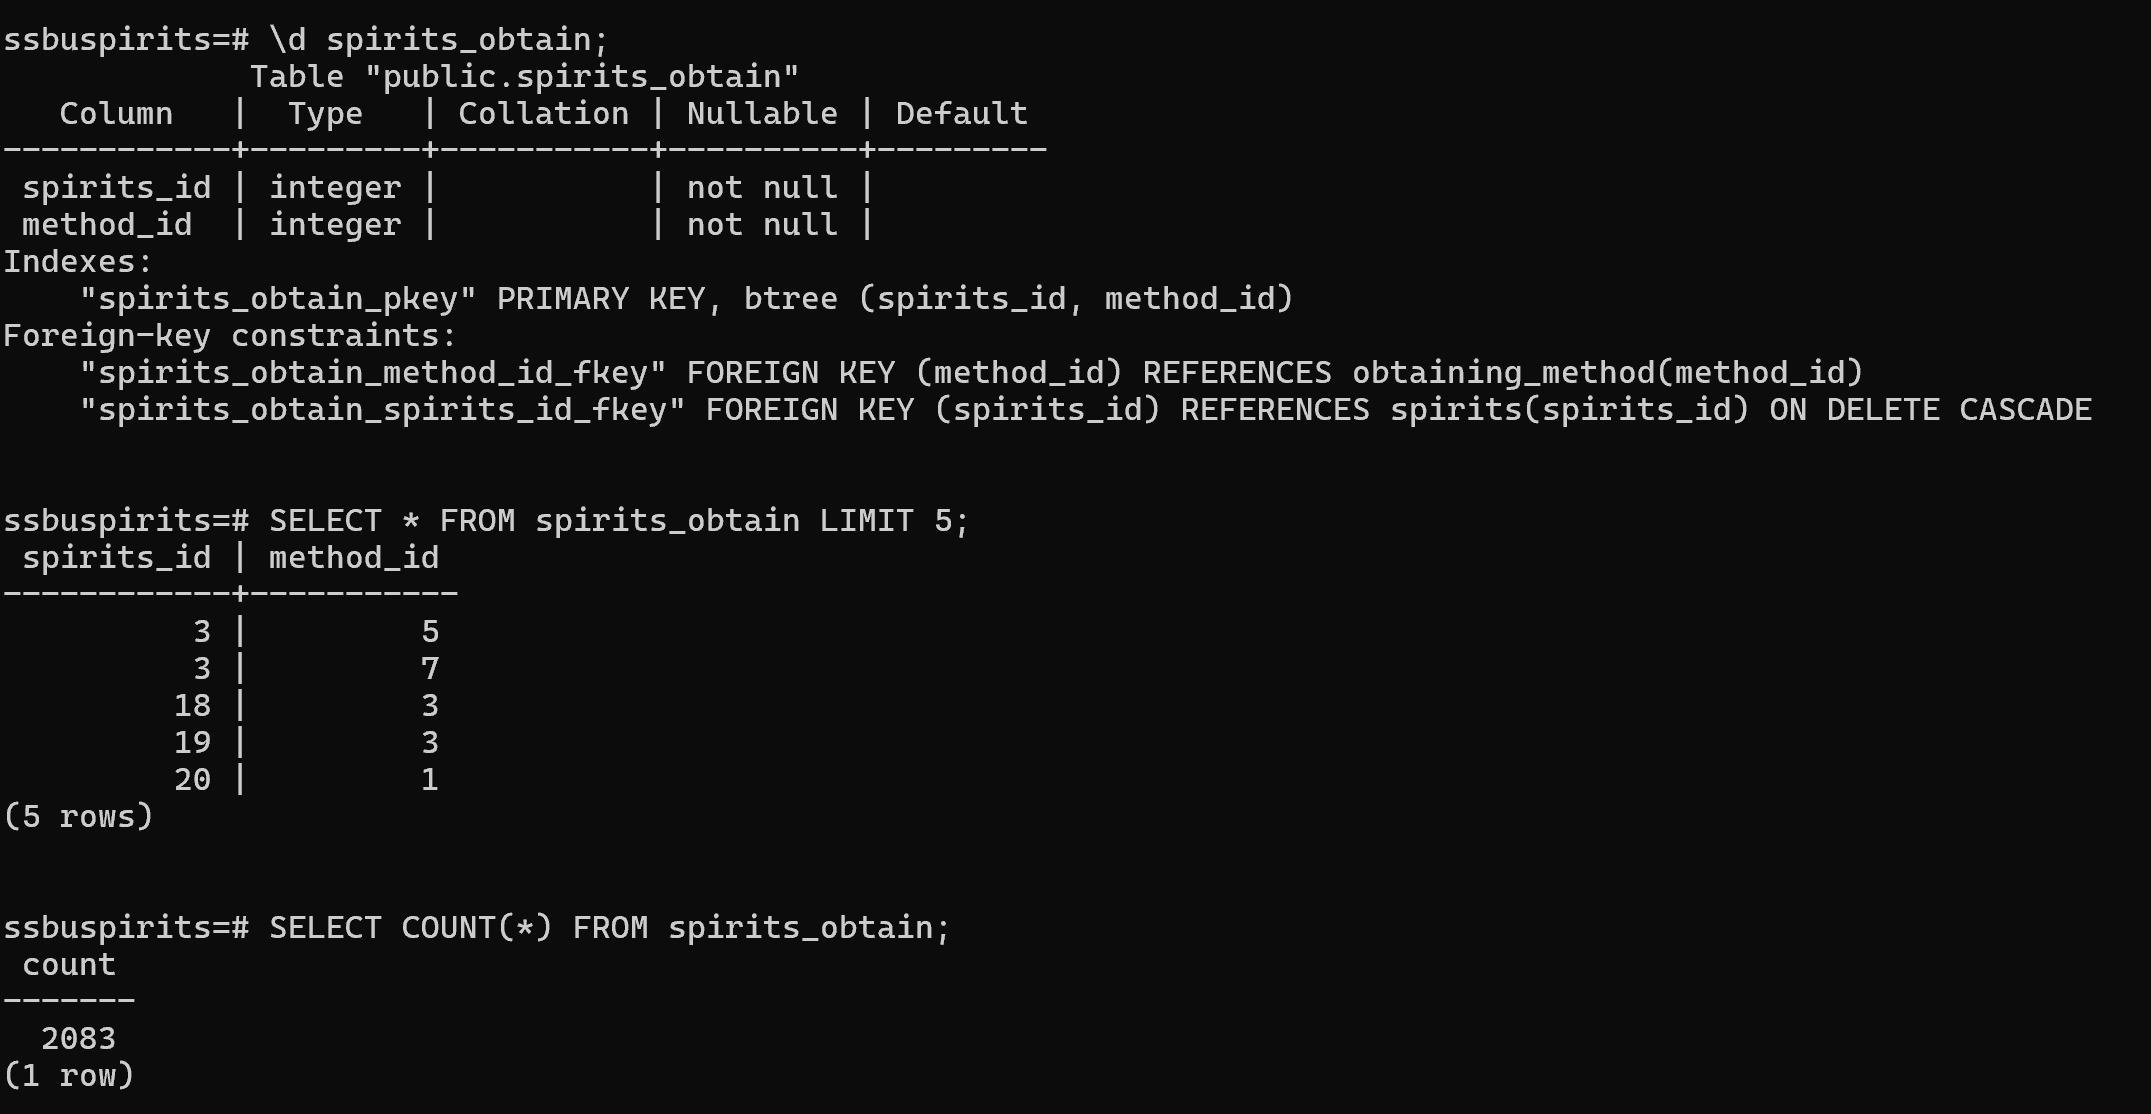 ssbuspirits=# \d spirits_obtain;
             Table "public.spirits_obtain"
   Column   |  Type   | Collation | Nullable | Default
------------+---------+-----------+----------+---------
 spirits_id | integer |           | not null |
 method_id  | integer |           | not null |
Indexes:
    "spirits_obtain_pkey" PRIMARY KEY, btree (spirits_id, method_id)
Foreign-key constraints:
    "spirits_obtain_method_id_fkey" FOREIGN KEY (method_id) REFERENCES obtaining_method(method_id)
    "spirits_obtain_spirits_id_fkey" FOREIGN KEY (spirits_id) REFERENCES spirits(spirits_id) ON DELETE CASCADE
ssbuspirits=# SELECT * FROM spirits_obtain LIMIT 5;
 spirits_id | method_id
------------+-----------
          3 |         5
          3 |         7
         18 |         3
         19 |         3
         20 |         1
(5 rows)
ssbuspirits=# SELECT COUNT(*) FROM spirits_obtain;
 count
-------
  2083
(1 row)